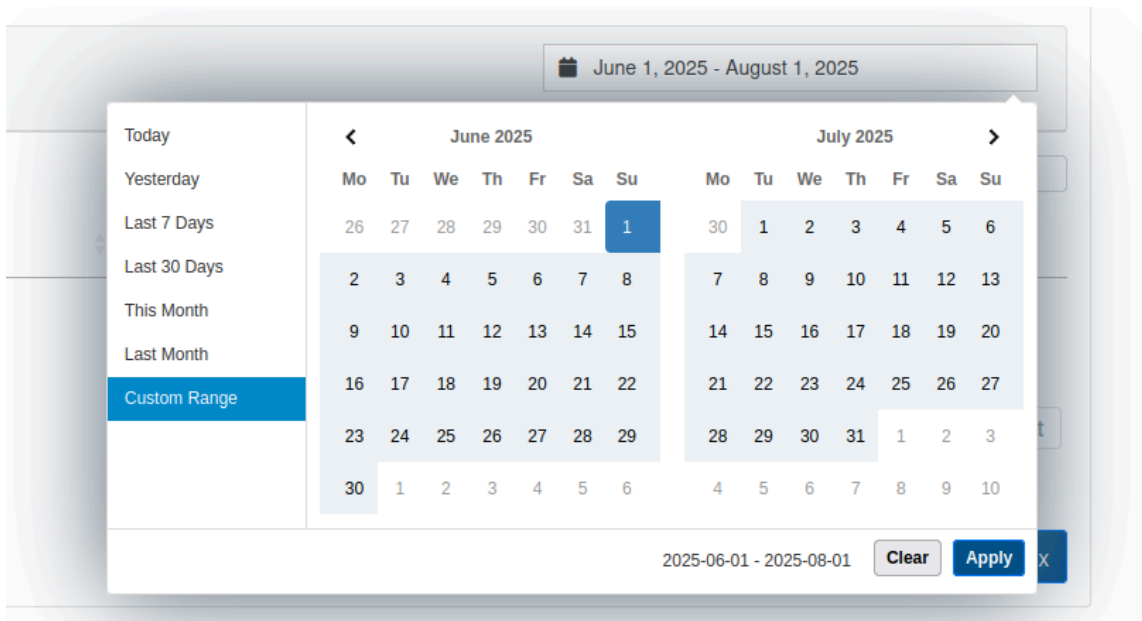 June 1, 2025 - August 1, 2025
Today
Yesterday
Last 7 Days
Last 30 Days
This Month
Last Month
Custom Range
June 2025
Mo Tu We Th Fr Sa Su
26 27 28 29 30 31 1
2 3 4 5 6 7 8
9 10 11 12 13 14 15
16 17 18 19 20 21 22
23 24 25 26 27 28 29
30 1 2 3 4 5 6
July 2025
Mo Tu We Th Fr Sa Su
30 1 2 3 4 5 6
7 8 9 10 11 12 13
14 15 16 17 18 19 20
21 22 23 24 25 26 27
28 29 30 31 1 2 3
4 5 6 7 8 9 10
2025-06-01 - 2025-08-01
Clear
Apply